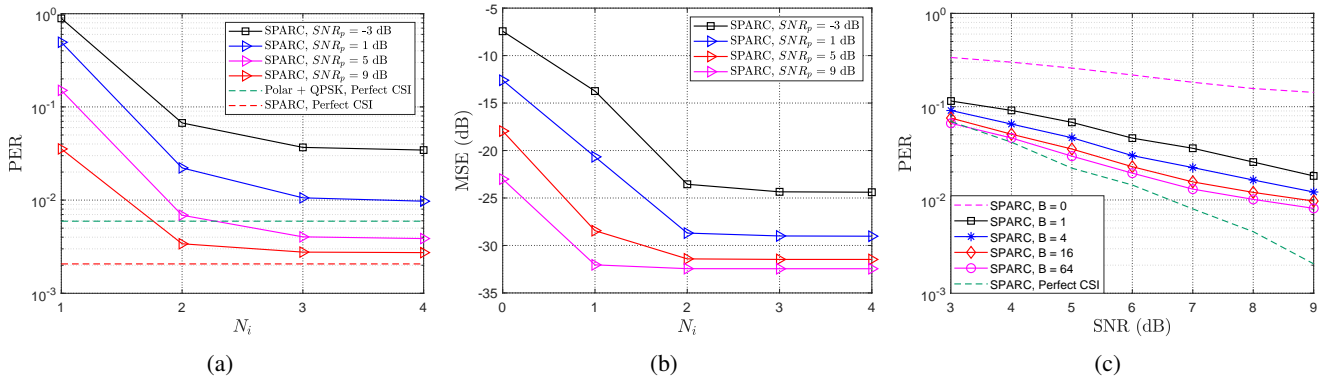 PER
10^0
10^-1
10^-2
10^-3
1
2
3
4
N_i
SPARC, SNR_p = -3 dB
SPARC, SNR_p = 1 dB
SPARC, SNR_p = 5 dB
SPARC, SNR_p = 9 dB
Polar + QPSK, Perfect CSI
SPARC, Perfect CSI
(a)
MSE (dB)
-5
-10
-15
-20
-25
-30
-35
0
1
2
3
4
N_i
SPARC, SNR_p = -3 dB
SPARC, SNR_p = 1 dB
SPARC, SNR_p = 5 dB
SPARC, SNR_p = 9 dB
(b)
PER
10^0
10^-1
10^-2
10^-3
3
4
5
6
7
8
9
SNR (dB)
SPARC, B = 0
SPARC, B = 1
SPARC, B = 4
SPARC, B = 16
SPARC, B = 64
SPARC, Perfect CSI
(c)